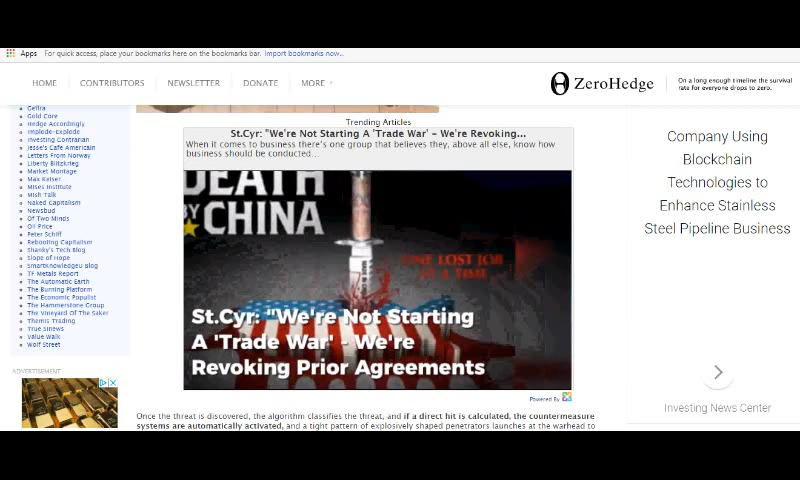 Apps For quick access, place your bookmarks here on the bookmarks bar. Import bookmarks now...
HOME CONTRIBUTORS NEWSLETTER DONATE MORE
ZeroHedge
On a long enough timeline the survival
rate for everyone drops to zero.
Gefira
Gold Core
Hedge Accordingly
Implode-Explode
Investing Contrarian
Jesse's Cafe Americain
Letters From Norway
Liberty Blitzkrieg
Market Montage
Max Keiser
Mises Institute
Mish Talk
Naked Capitalism
Newsbud
Of Two Minds
Oil Price
Peter Schiff
Rebooting Capitalism
Shanky's Tech Blog
Slope of Hope
SmartKnowledgeU Blog
TF Metals Report
The Automatic Earth
The Burning Platform
The Economic Populist
The Hammerstone Group
The Vineyard Of The Saker
Themis Trading
True Sinews
Value Walk
Wolf Street
ADVERTISEMENT
Trending Articles
St.Cyr: "We're Not Starting A 'Trade War' – We're Revoking...
When it comes to business there's one group that believes they, above all else, know how
business should be conducted...
DEATH
BY CHINA
ONE LOST JOB
AT A TIME
St.Cyr: "We're Not Starting
A 'Trade War' - We're
Revoking Prior Agreements
Powered By
Once the threat is discovered, the algorithm classifies the threat, and if a direct hit is calculated, the countermeasure
systems are automatically activated, and a tight pattern of explosively shaped penetrators launches at the warhead to
Company Using
Blockchain
Technologies to
Enhance Stainless
Steel Pipeline Business
Investing News Center